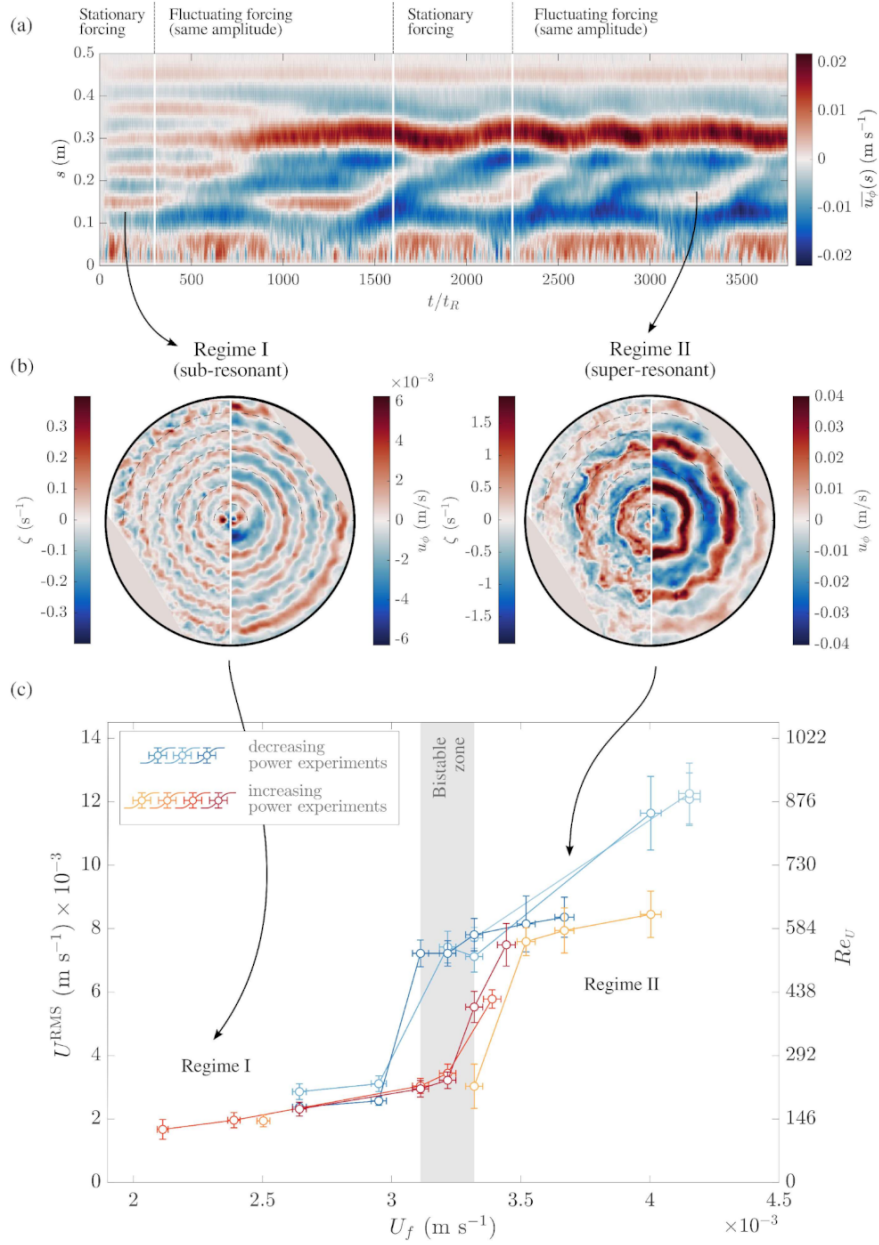 (a)
Stationary forcing
Fluctuating forcing (same amplitude)
Stationary forcing
Fluctuating forcing (same amplitude)
0.5
0.4
0.3
0.2
0.1
0
s (m)
0 500 1000 1500 2000 2500 3000 3500
t/t_R
0.02
0.01
0
-0.01
-0.02
u_ϕ(s) (m s⁻¹)
(b)
Regime I
(sub-resonant)
0.3
0.2
0.1
0
-0.1
-0.2
-0.3
ζ (s⁻¹)
×10⁻³
6
4
2
0
-2
-4
-6
u_ϕ (m/s)
Regime II
(super-resonant)
1.5
1
0.5
0
-0.5
-1
-1.5
ζ (s⁻¹)
0.04
0.03
0.02
0.01
0
-0.01
-0.02
-0.03
-0.04
u_ϕ (m/s)
(c)
decreasing
power experiments
increasing
power experiments
Bistable
zone
Regime I
Regime II
14
12
10
8
6
4
2
0
U^RMS (m s⁻¹) × 10⁻³
1022
876
730
584
438
292
146
0
Re_U
2 2.5 3 3.5 4 4.5
U_f (m s⁻¹)
×10⁻³